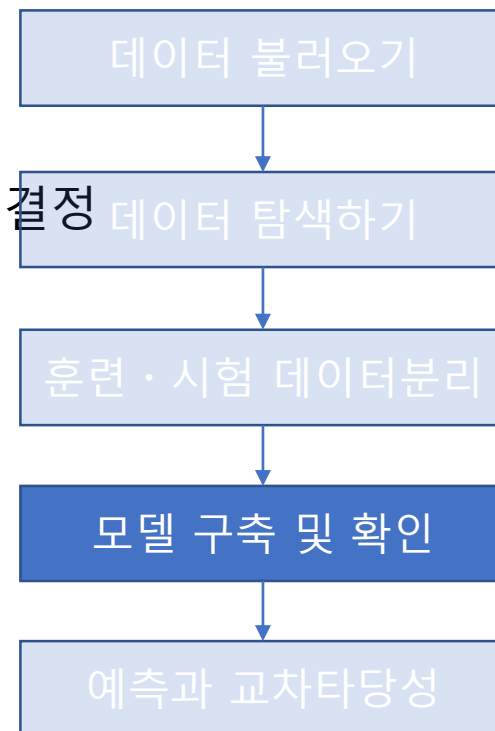 데이터 불러오기
결정
데이터 탐색하기
훈련 · 시험 데이터분리
모델 구축 및 확인
예측과 교차타당성